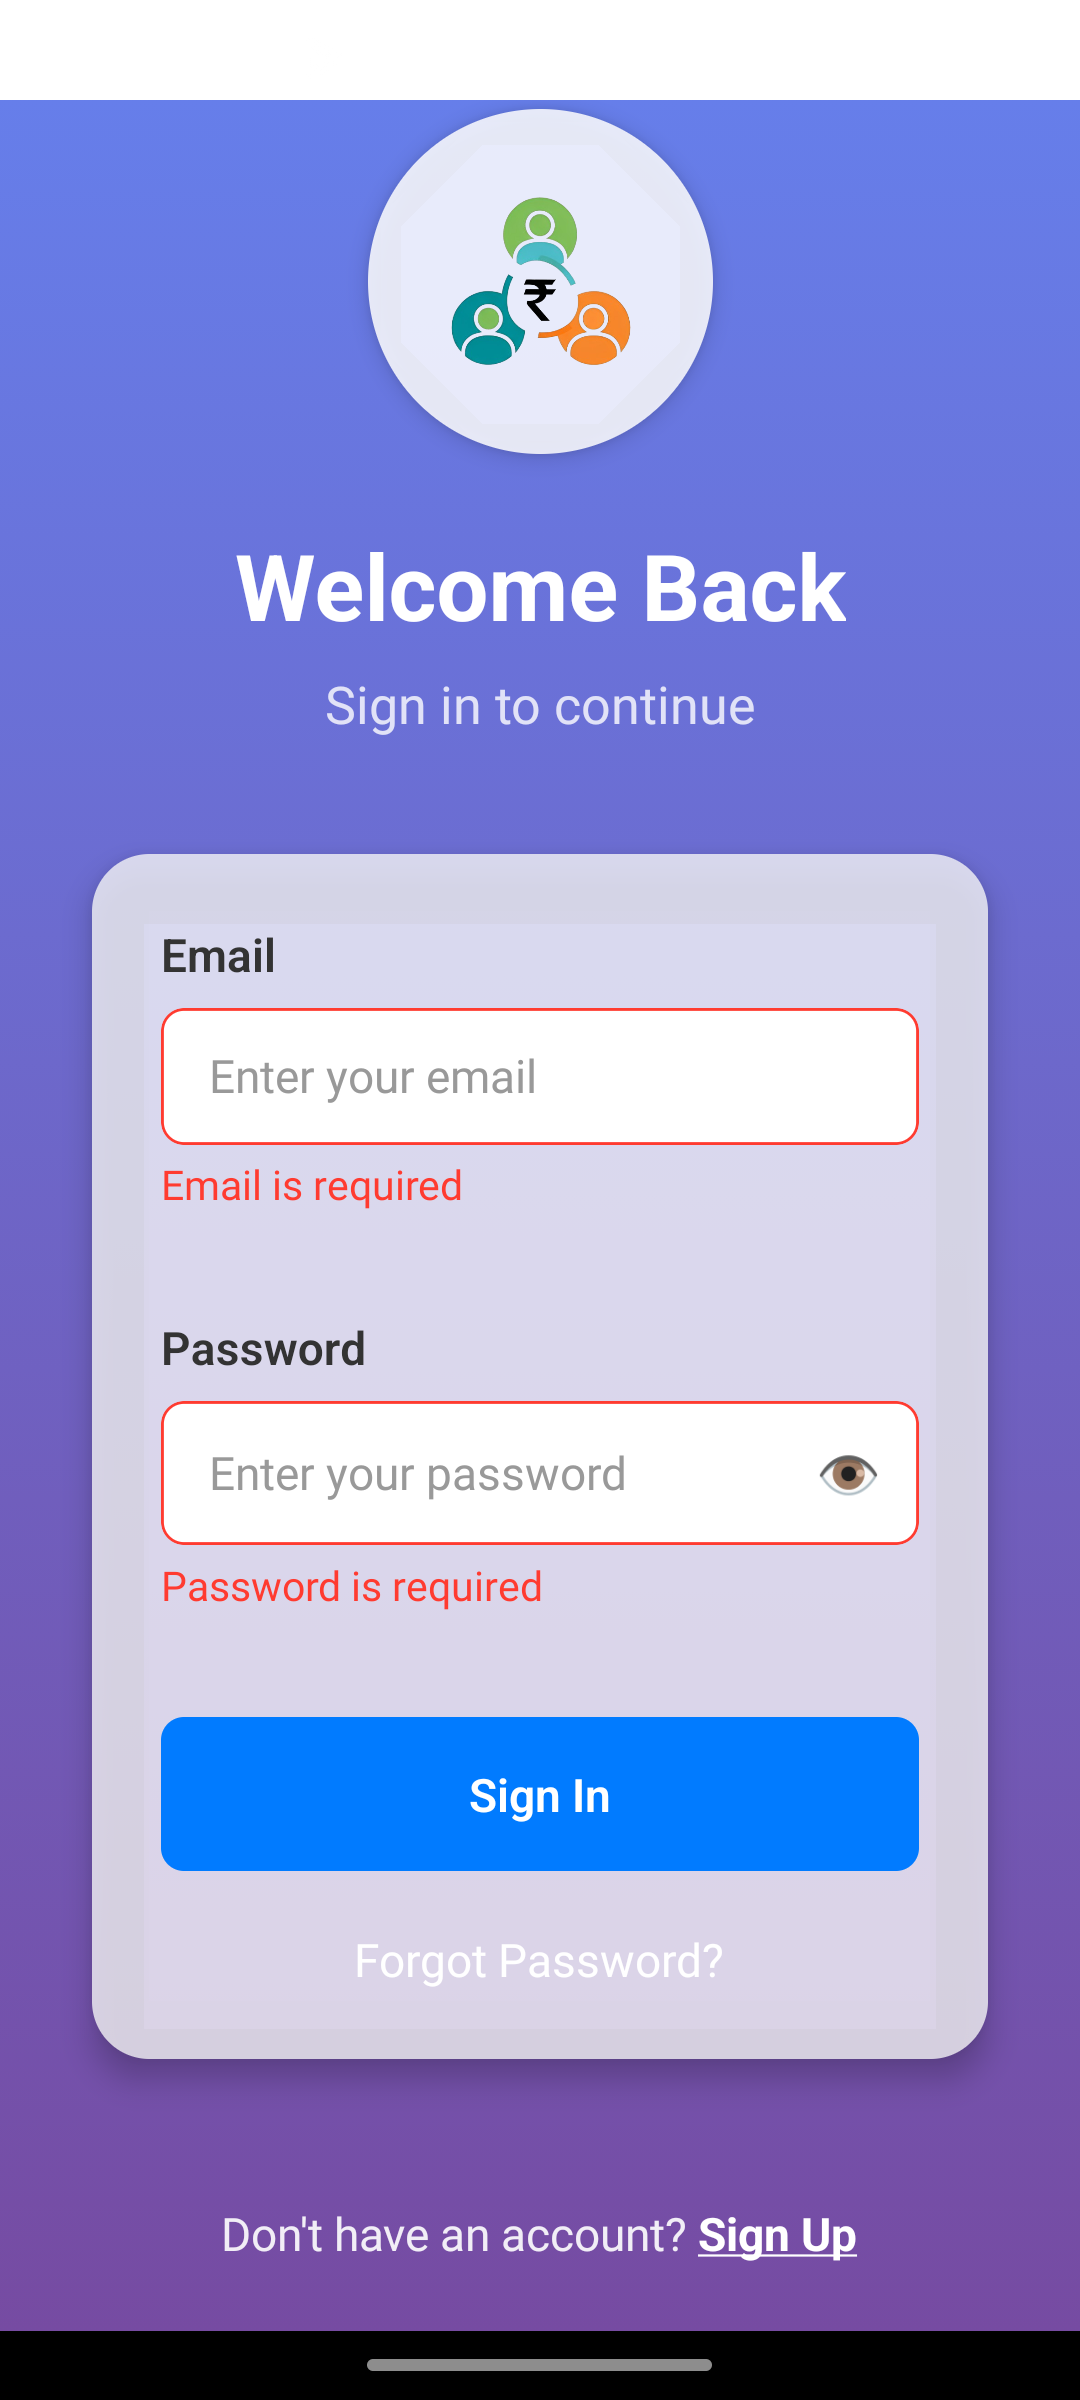 ₹
Welcome Back
Sign in to continue
Email
Enter your email
Email is required
Password
Enter your password
Password is required
Sign In
Forgot Password?
Don't have an account? Sign Up